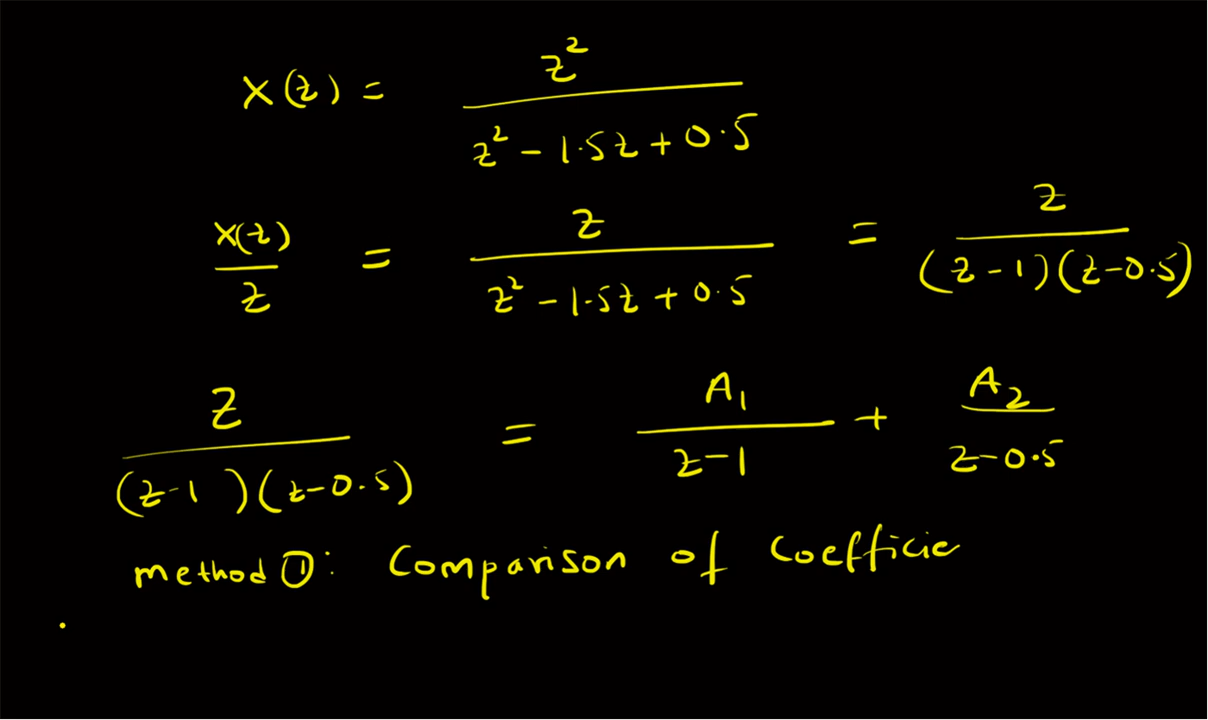 X(z) = z² / (z² - 1.5z + 0.5)
X(z)/z = z / (z² - 1.5z + 0.5) = z / ((z-1)(z-0.5))
z / ((z-1)(z-0.5)) = A₁ / (z-1) + A₂ / (z-0.5)
method ①: Comparison of coefficie